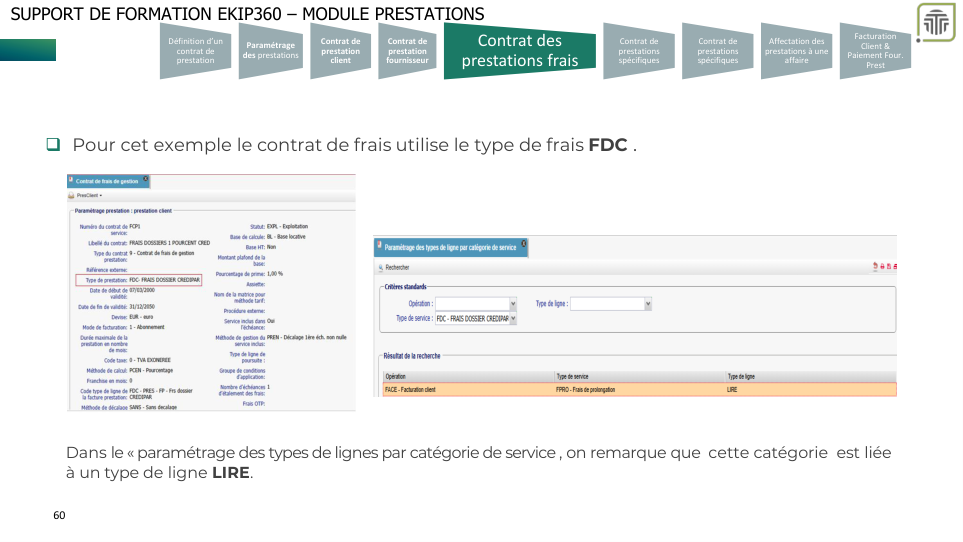 SUPPORT DE FORMATION EKIP360 – MODULE PRESTATIONS
Définition d'un
contrat de
prestation
Paramétrage
des prestations
Contrat de
prestation
client
Contrat de
prestation
fournisseur
Contrat des
prestations frais
Contrat de
prestations
spécifiques
Contrat de
prestations
spécifiques
Affectation des
prestations à une
affaire
Facturation
Client &
Paiement Four.
Prest
❑ Pour cet exemple le contrat de frais utilise le type de frais FDC .
Contrat de frais de gestion
PresClient
Paramétrage prestation : prestation client
Numéro du contrat de service: FCP1
Libellé du contrat: FRAIS DOSSIERS 1 POURCENT CRED
Type du contrat prestation: 9 - Contrat de frais de gestion
Référence externe:
Type de prestation: FDC- FRAIS DOSSIER CREDIPAR
Date de début de validité: 07/03/2000
Date de fin de validité: 31/12/2050
Devise: EUR - euro
Mode de facturation: 1 - Abonnement
Durée maximale de la prestation en nombre de mois:
Code taxe: 0 - TVA EXONEREE
Méthode de calcul: PCEN - Pourcentage
Franchise en mois: 0
Code type de ligne de la facture prestation: FDC - PRES - FP - Frs dossier CREDIPAR
Méthode de décalage SANS - Sans decalage
Statut: EXPL - Exploitation
Base de calcule: BL - Base locative
Base HT: Non
Montant plafond de la base:
Pourcentage de prime: 1,00 %
Assiette:
Nom de la matrice pour méthode tarif:
Procédure externe:
Service inclus dans l'échéance: Oui
Méthode de gestion du service inclus: PREN - Décalage 1ère éch. non nulle
Type de ligne de poursuite :
Groupe de conditions d'application:
Nombre d'échéances d'étalement des frais: 1
Frais OTP:
Paramétrage des types de ligne par catégorie de service
Rechercher
Critères standards
Opération :
Type de ligne :
Type de service : FDC - FRAIS DOSSIER CREDIPAR
Résultat de la recherche
Opération Type de service Type de ligne
FACE - Facturation client FPRO - Frais de prolongation LIRE
Dans le « paramétrage des types de lignes par catégorie de service , on remarque que cette catégorie est liée
à un type de ligne LIRE.
60